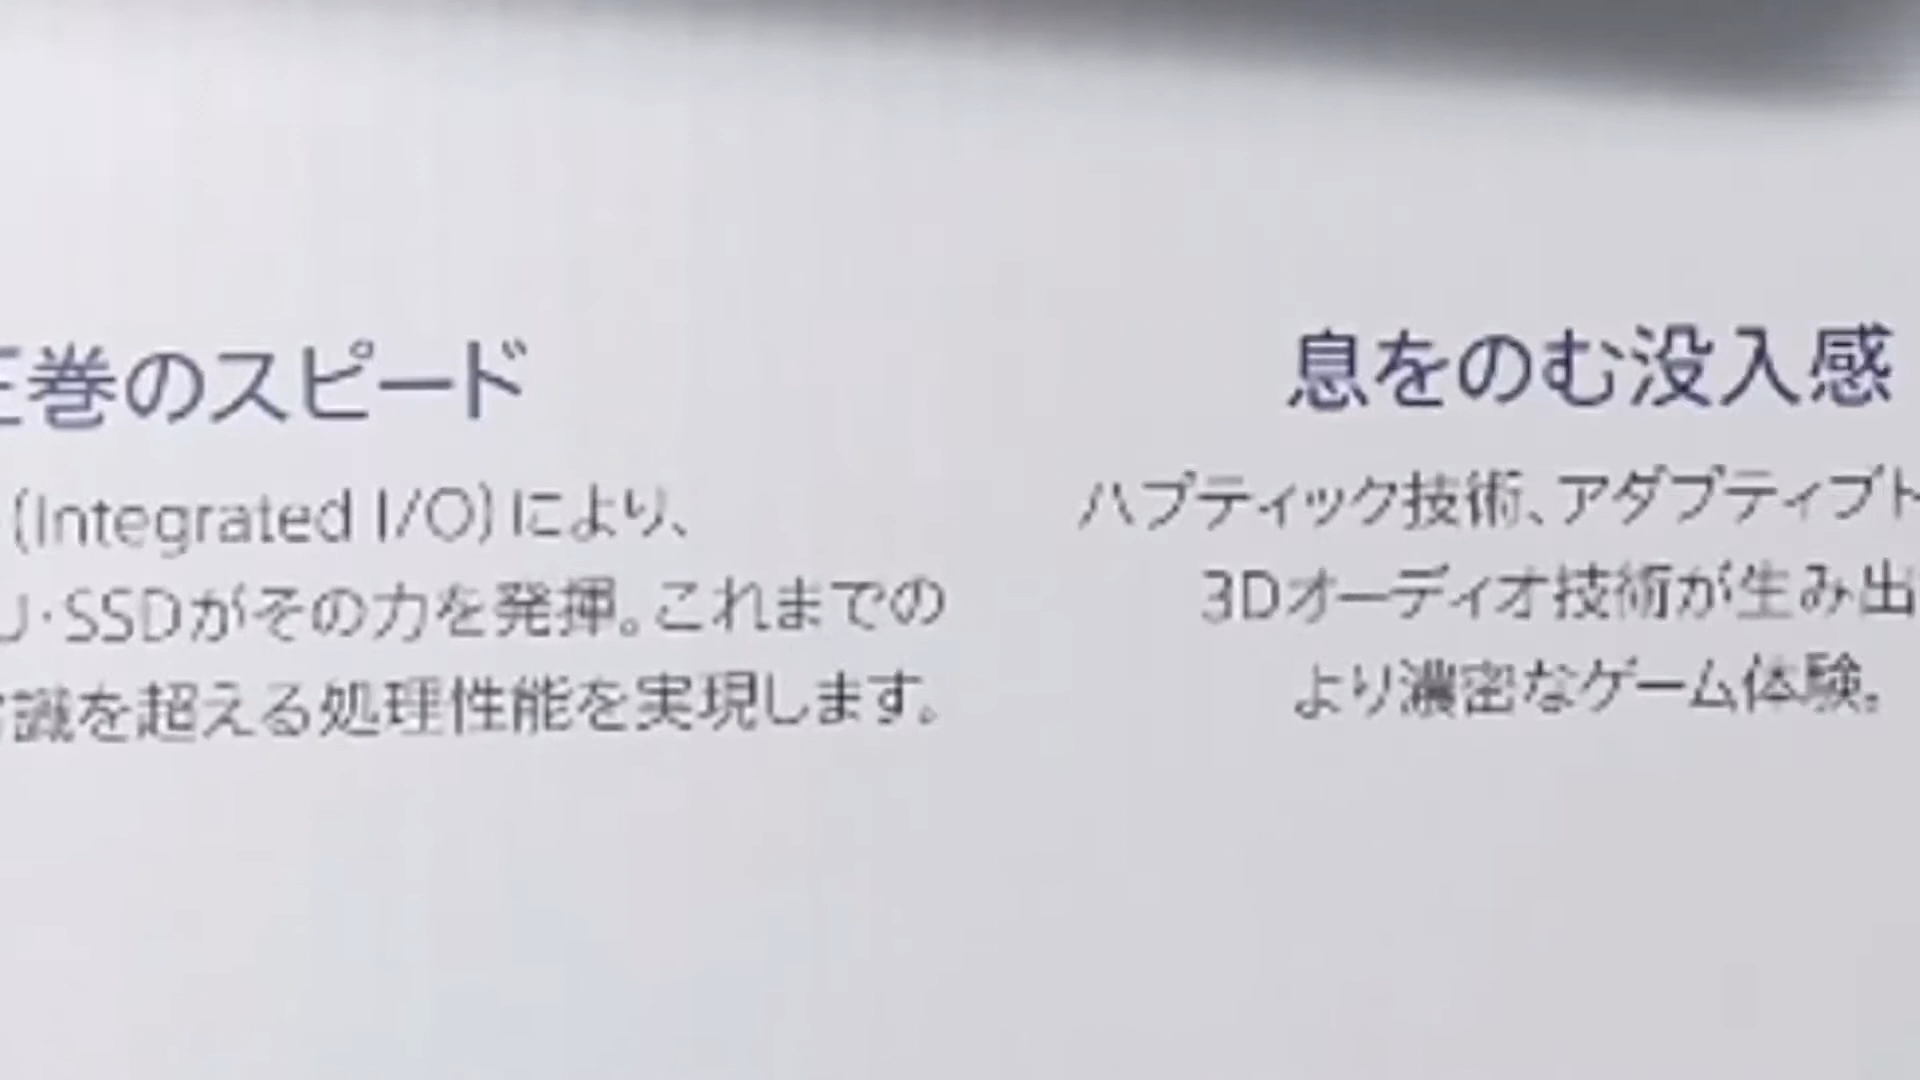 圧巻のスピード
(Integrated I/O)により、
U・SSDがその力を発揮。これまでの
常識を超える処理性能を実現します。
息をのむ没入感
ハプティック技術、アダプティブト
3Dオーディオ技術が生み出
より濃密なゲーム体験。